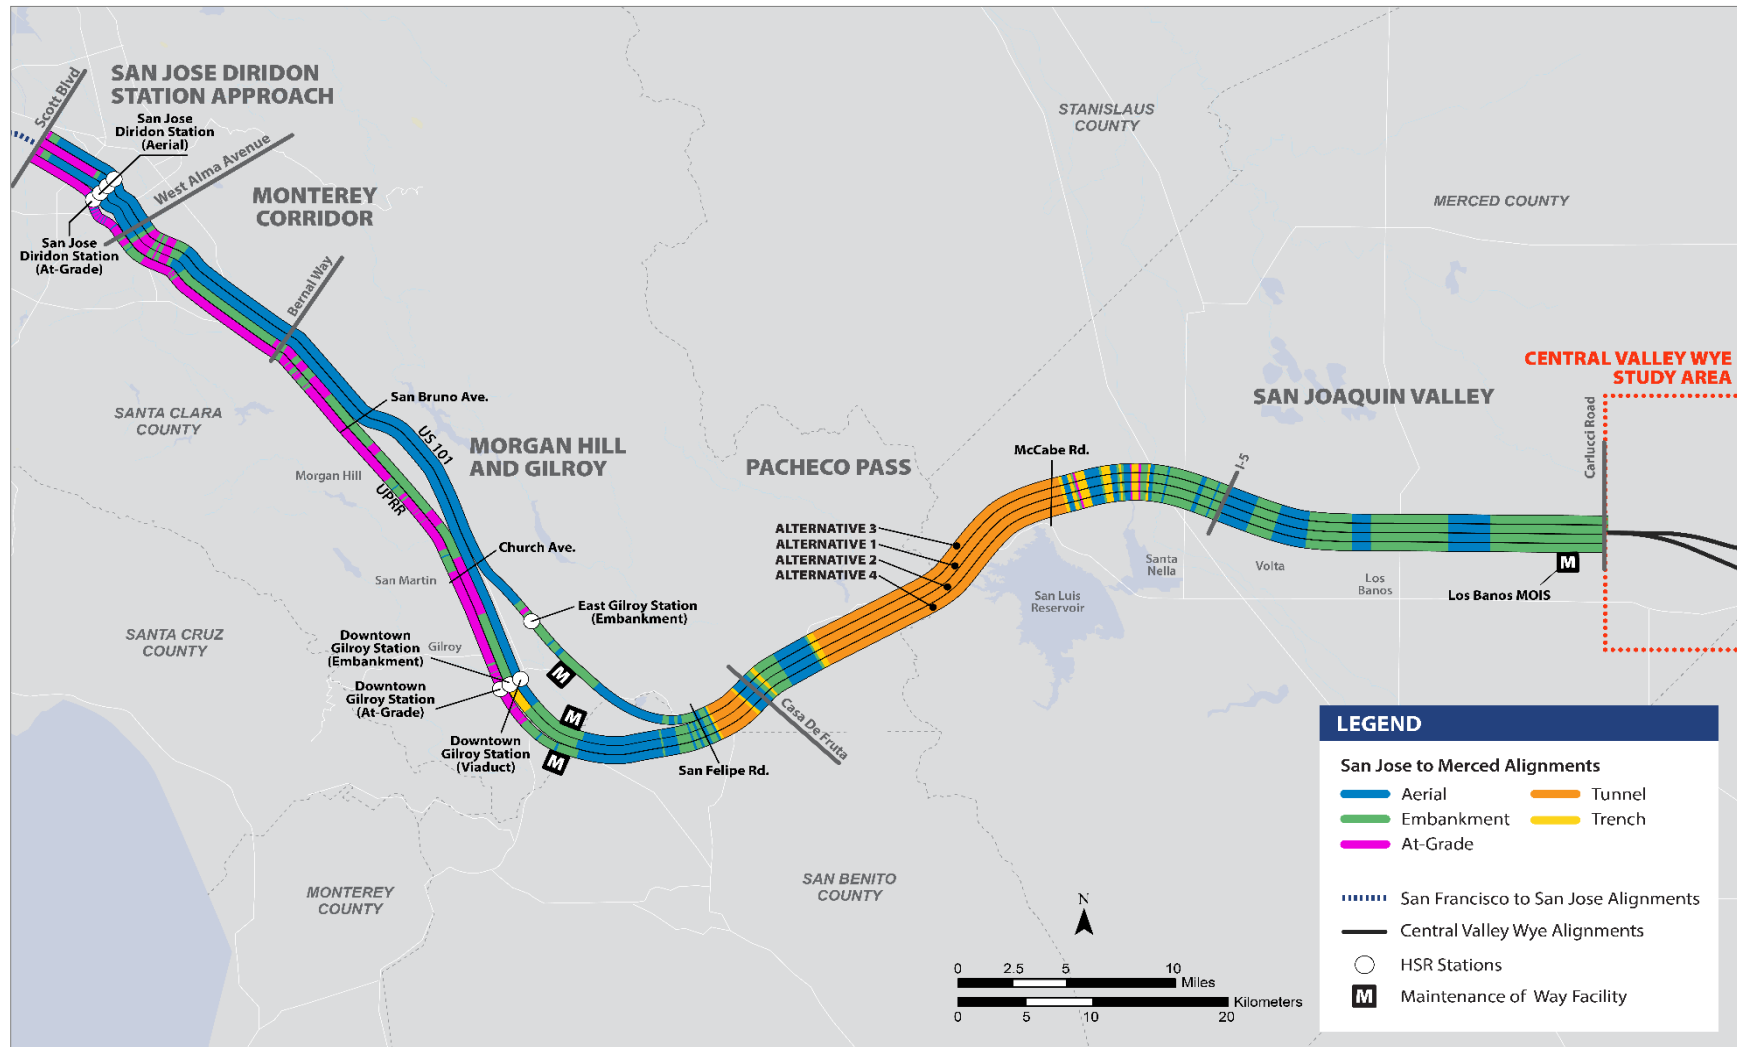 SAN JOSE DIRIDON
STATION APPROACH
Scott Blvd
San Jose
Diridon Station
(Aerial)
West Alma Avenue
MONTEREY
CORRIDOR
San Jose
Diridon Station
(At-Grade)
Bernal Way
STANISLAUS
COUNTY
MERCED COUNTY
CENTRAL VALLEY WYE
STUDY AREA
SAN JOAQUIN VALLEY
Carlucci Road
SANTA CLARA
COUNTY
San Bruno Ave.
US 101
MORGAN HILL
AND GILROY
Morgan Hill
UPRR
PACHECO PASS
McCabe Rd.
I-5
ALTERNATIVE 3
ALTERNATIVE 1
ALTERNATIVE 2
ALTERNATIVE 4
Church Ave.
San Martin
Santa
Nella
Volta
Los
Banos
San Luis
Reservoir
M
Los Banos MOIS
East Gilroy Station
(Embankment)
SANTA CRUZ
COUNTY
Downtown
Gilroy Station
(Embankment)
Gilroy
M
Downtown
Gilroy Station
(At-Grade)
M
Downtown
Gilroy Station
(Viaduct)
M
Casa De Fruta
San Felipe Rd.
MONTEREY
COUNTY
SAN BENITO
COUNTY
N
0 2.5 5 10
Miles
Kilometers
0 5 10 20
LEGEND
San Jose to Merced Alignments
Aerial
Tunnel
Embankment
Trench
At-Grade
San Francisco to San Jose Alignments
Central Valley Wye Alignments
HSR Stations
M
Maintenance of Way Facility